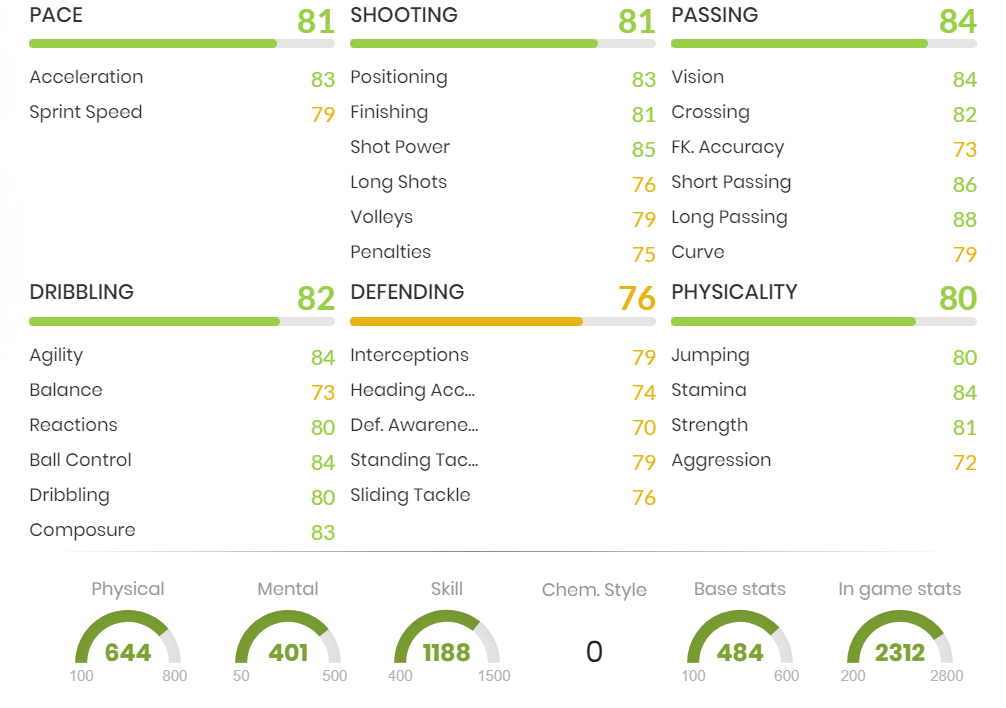 PACE 81
Acceleration 83
Sprint Speed 79
SHOOTING 81
Positioning 83
Finishing 81
Shot Power 85
Long Shots 76
Volleys 79
Penalties 75
PASSING 84
Vision 84
Crossing 82
FK. Accuracy 73
Short Passing 86
Long Passing 88
Curve 79
DRIBBLING 82
Agility 84
Balance 73
Reactions 80
Ball Control 84
Dribbling 80
Composure 83
DEFENDING 76
Interceptions 79
Heading Acc... 74
Def. Awarene... 70
Standing Tac... 79
Sliding Tackle 76
PHYSICALITY 80
Jumping 80
Stamina 84
Strength 81
Aggression 72
Physical
644
100 800
Mental
401
50 500
Skill
1188
400 1500
Chem. Style
0
Base stats
484
100 600
In game stats
2312
200 2800